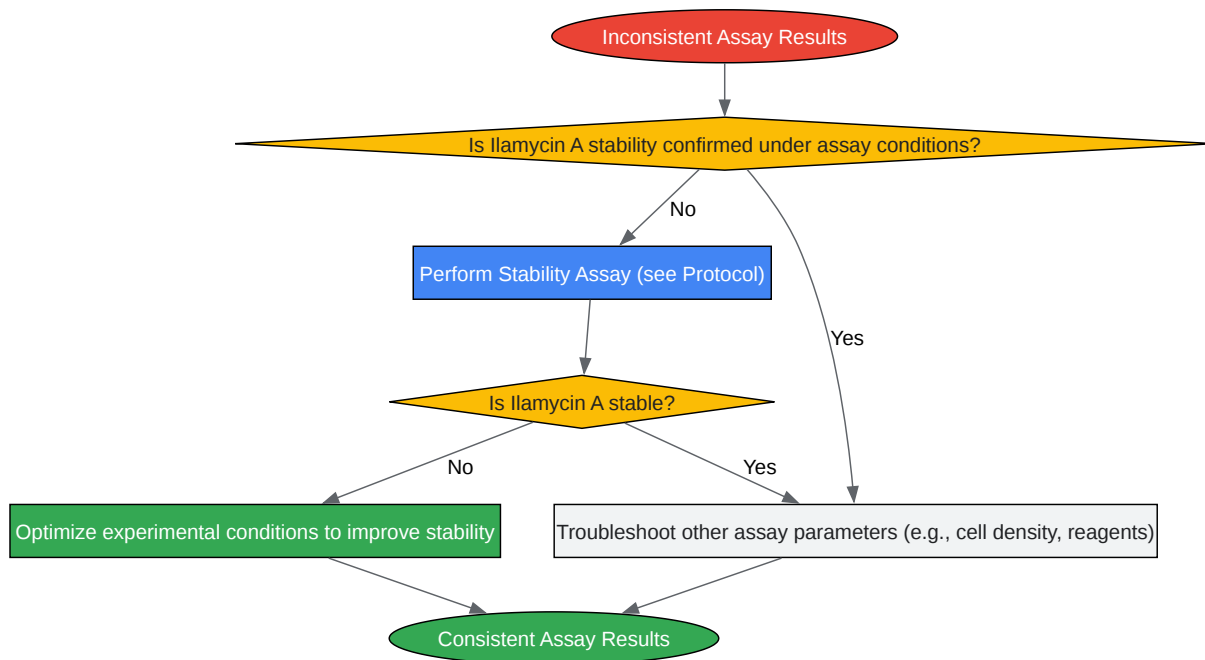 Inconsistent Assay Results
Is Ilamycin A stability confirmed under assay conditions?
No
Perform Stability Assay (see Protocol)
Yes
Is Ilamycin A stable?
No
Yes
Optimize experimental conditions to improve stability
Troubleshoot other assay parameters (e.g., cell density, reagents)
Consistent Assay Results